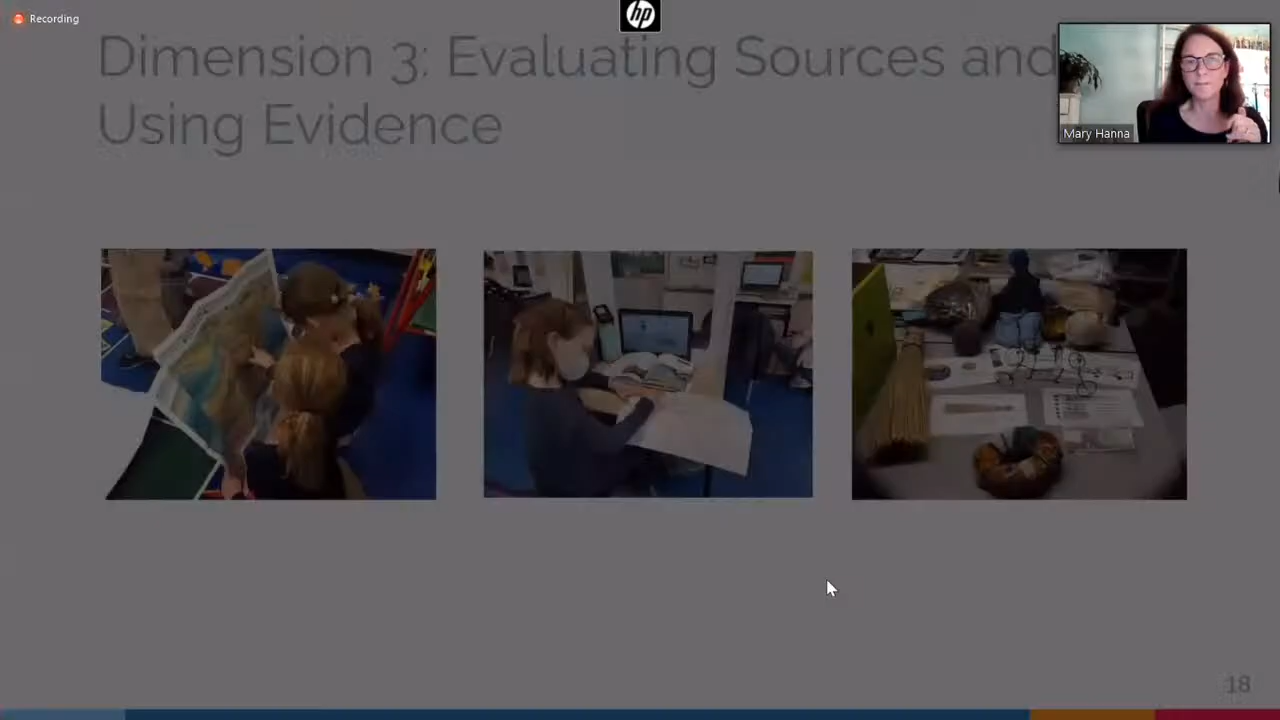 Recording
hp
Dimension 3: Evaluating Sources and
Using Evidence
Mary Hanna
18